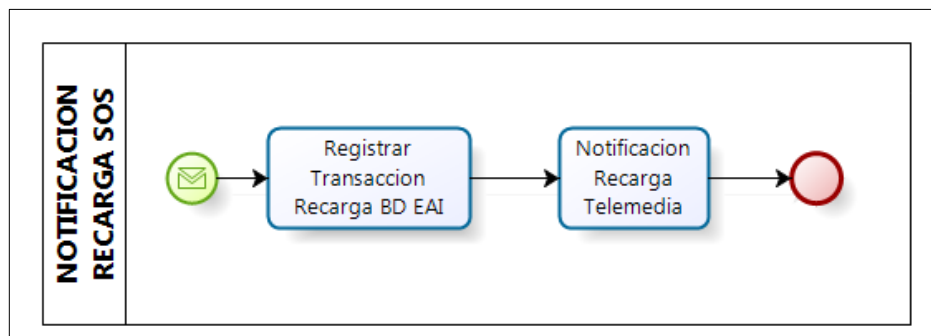 NOTIFICACION
RECARGA SOS
Registrar
Transaccion
Recarga BD EAI
Notificacion
Recarga
Telemedia